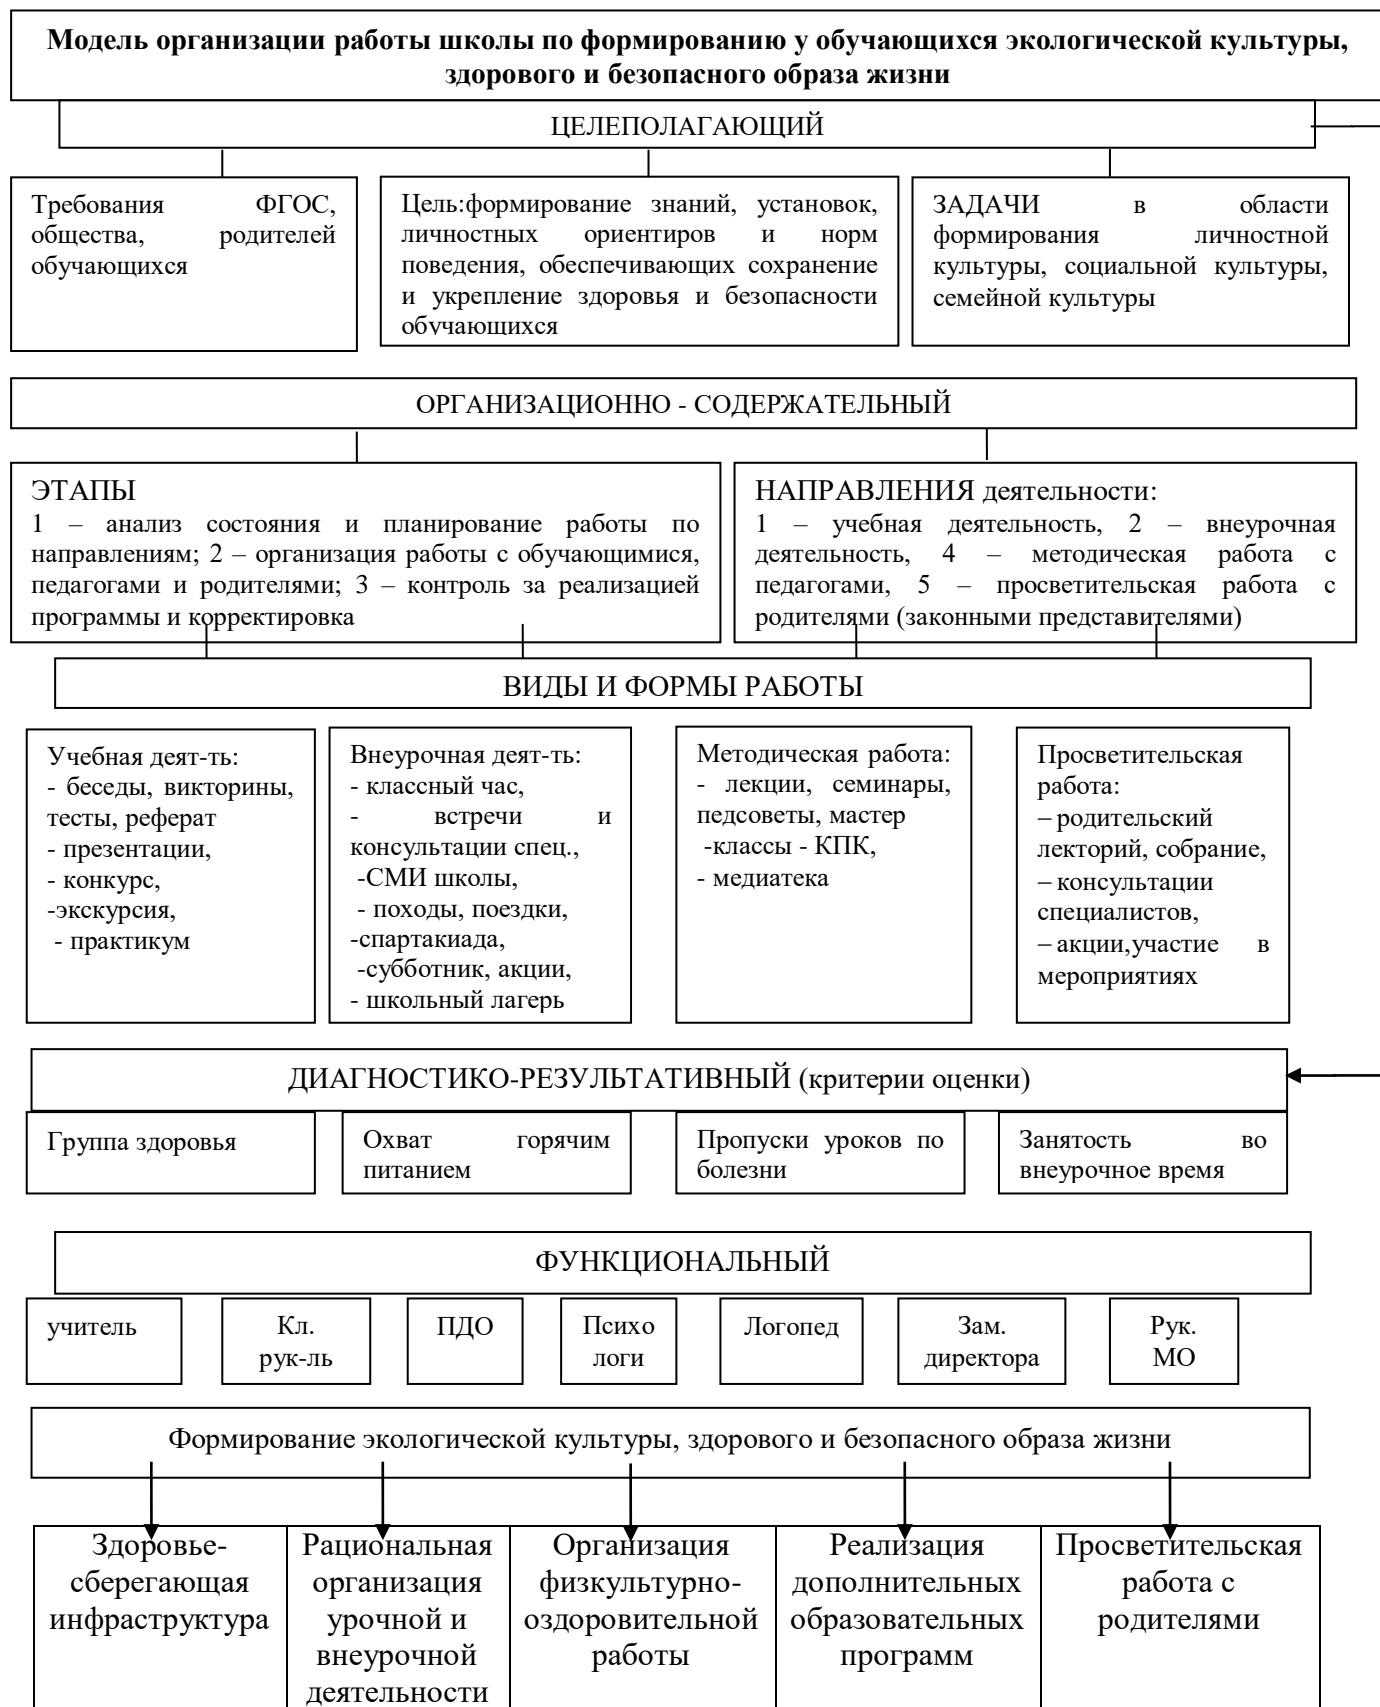 Модель организации работы школы по формированию у обучающихся экологической культуры,
здорового и безопасного образа жизни
ЦЕЛЕПОЛАГАЮЩИЙ
Требования ФГОС,
общества, родителей
обучающихся
Цель:формирование знаний, установок,
личностных ориентиров и норм
поведения, обеспечивающих сохранение
и укрепление здоровья и безопасности
обучающихся
ЗАДАЧИ в области
формирования личностной
культуры, социальной культуры,
семейной культуры
ОРГАНИЗАЦИОННО - СОДЕРЖАТЕЛЬНЫЙ
ЭТАПЫ
1 – анализ состояния и планирование работы по
направлениям; 2 – организация работы с обучающимися,
педагогами и родителями; 3 – контроль за реализацией
программы и корректировка
НАПРАВЛЕНИЯ деятельности:
1 – учебная деятельность, 2 – внеурочная
деятельность, 4 – методическая работа с
педагогами, 5 – просветительская работа с
родителями (законными представителями)
ВИДЫ И ФОРМЫ РАБОТЫ
Учебная деят-ть:
- беседы, викторины,
тесты, реферат
- презентации,
- конкурс,
-экскурсия,
- практикум
Внеурочная деят-ть:
- классный час,
- встречи и
консультации спец.,
-СМИ школы,
- походы, поездки,
-спартакиада,
-субботник, акции,
- школьный лагерь
Методическая работа:
- лекции, семинары,
педсоветы, мастер
-классы - КПК,
- медиатека
Просветительская
работа:
– родительский
лекторий, собрание,
– консультации
специалистов,
– акции,участие в
мероприятиях
ДИАГНОСТИКО-РЕЗУЛЬТАТИВНЫЙ (критерии оценки)
Группа здоровья
Охват горячим
питанием
Пропуски уроков по
болезни
Занятость во
внеурочное время
ФУНКЦИОНАЛЬНЫЙ
учитель
Кл.
рук-ль
ПДО
Психо
логи
Логопед
Зам.
директора
Рук.
МО
Формирование экологической культуры, здорового и безопасного образа жизни
Здоровье-
сберегающая
инфраструктура
Рациональная
организация
урочной и
внеурочной
деятельности
Организация
физкультурно-
оздоровительной
работы
Реализация
дополнительных
образовательных
программ
Просветительская
работа с
родителями